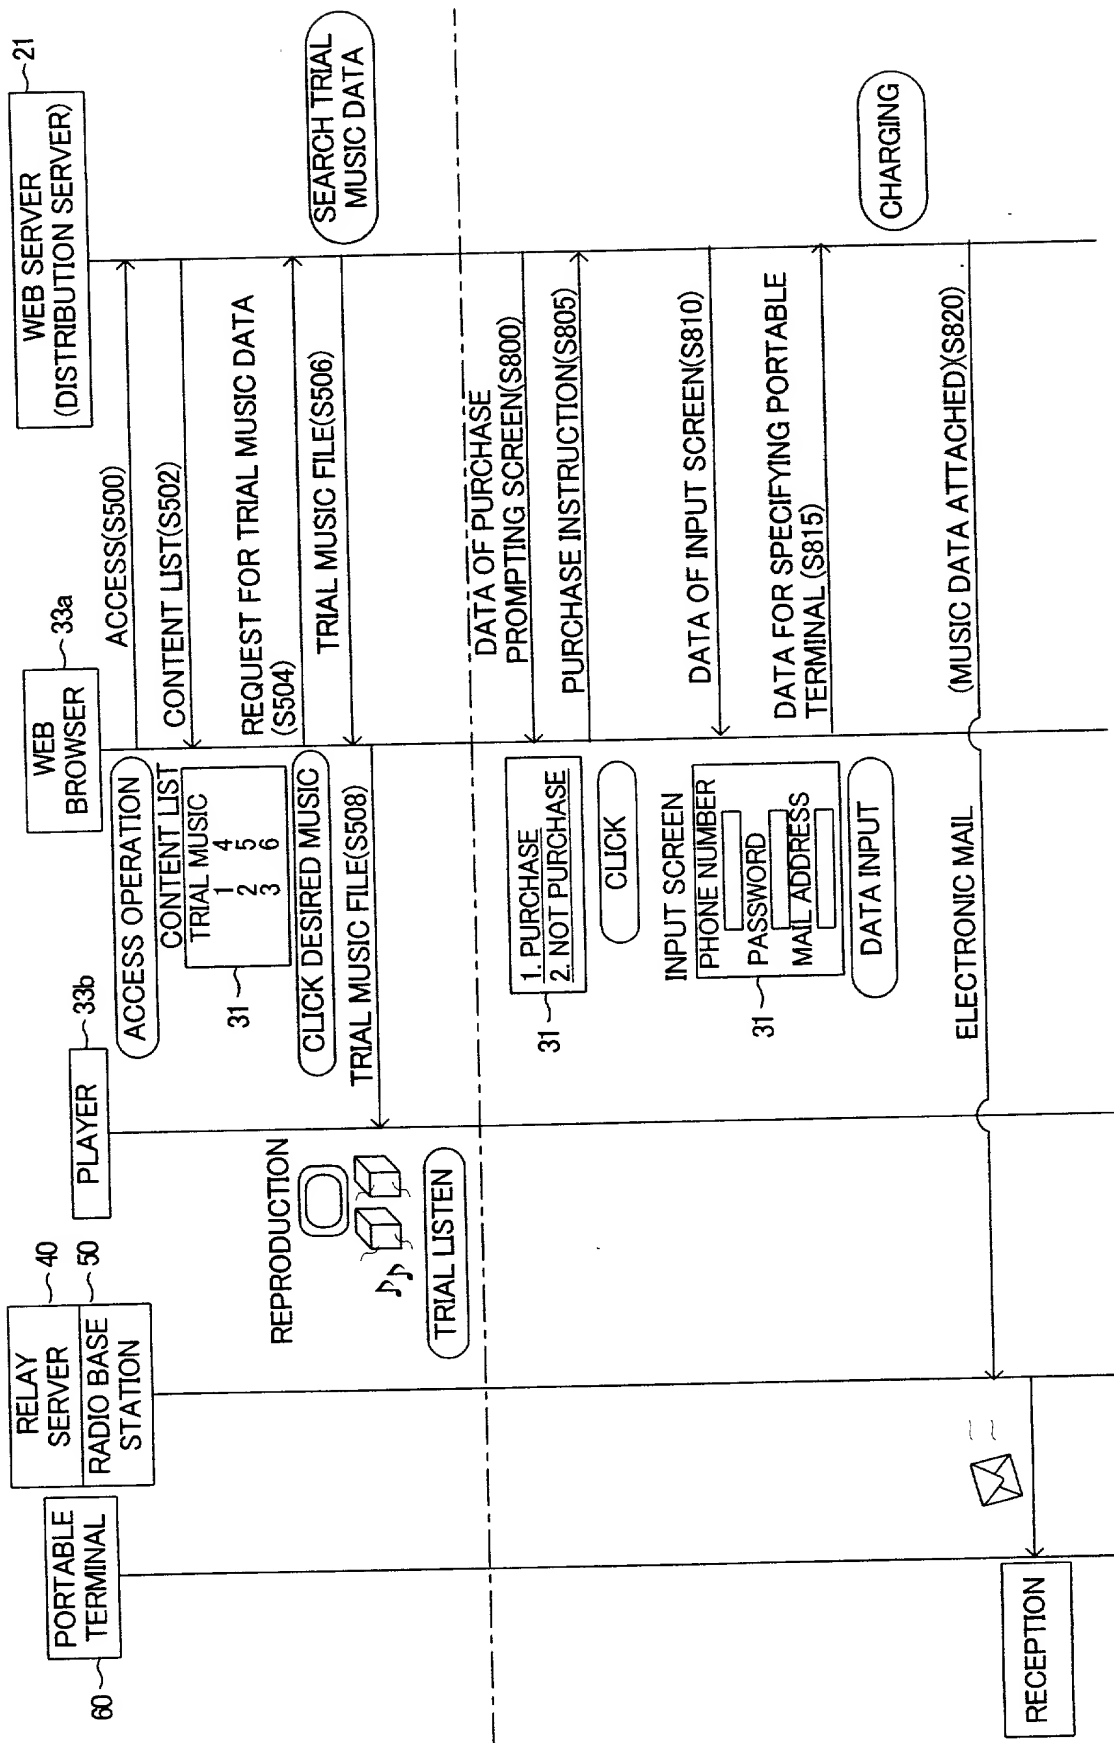 PORTABLE
TERMINAL
60
RELAY
SERVER
40
RADIO BASE
STATION
50
PLAYER
33b
WEB
BROWSER
33a
WEB SERVER
(DISTRIBUTION SERVER)
21
ACCESS OPERATION
ACCESS(S500)
CONTENT LIST
TRIAL MUSIC
1 4
2 5
3 6
31
CONTENT LIST(S502)
CLICK DESIRED MUSIC
REQUEST FOR TRIAL MUSIC DATA
(S504)
SEARCH TRIAL
MUSIC DATA
TRIAL MUSIC FILE(S506)
TRIAL MUSIC FILE(S508)
REPRODUCTION
TRIAL LISTEN
DATA OF PURCHASE
PROMPTING SCREEN(S800)
1. PURCHASE
2. NOT PURCHASE
31
CLICK
PURCHASE INSTRUCTION(S805)
DATA OF INPUT SCREEN(S810)
INPUT SCREEN
PHONE NUMBER
PASSWORD
MAIL ADDRESS
31
DATA INPUT
DATA FOR SPECIFYING PORTABLE
TERMINAL(S815)
CHARGING
ELECTRONIC MAIL
(MUSIC DATA ATTACHED)(S820)
RECEPTION